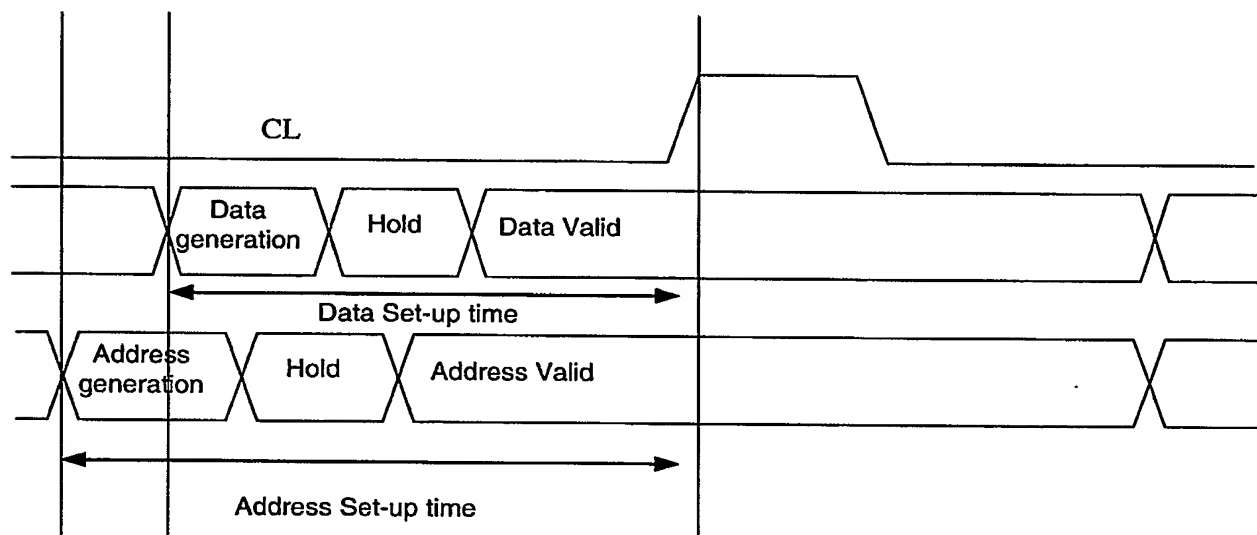 CL
Data
generation
Hold
Data Valid
Data Set-up time
Address
generation
Hold
Address Valid
Address Set-up time